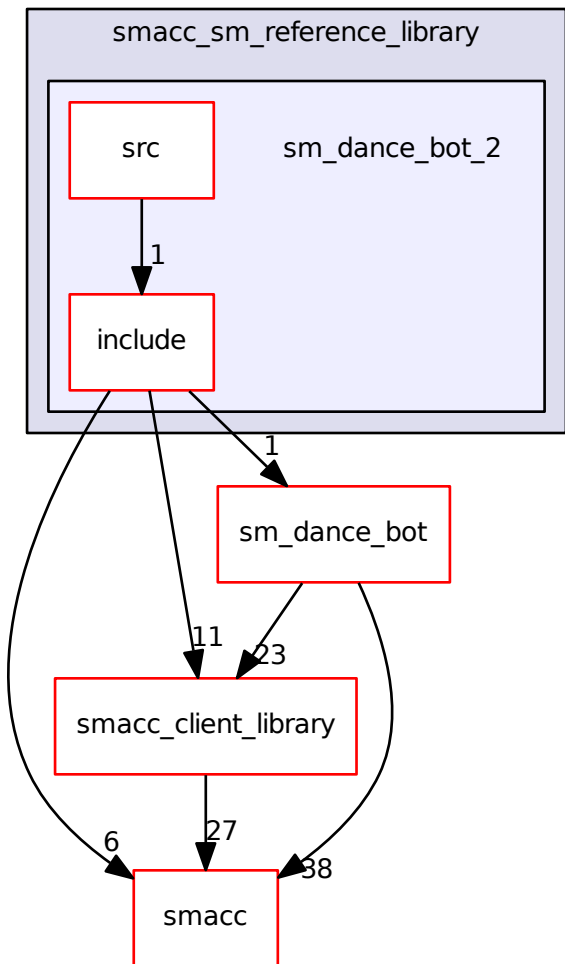 smacc_sm_reference_library
src
sm_dance_bot_2
1
include
1
sm_dance_bot
11
23
smacc_client_library
6
27
38
smacc